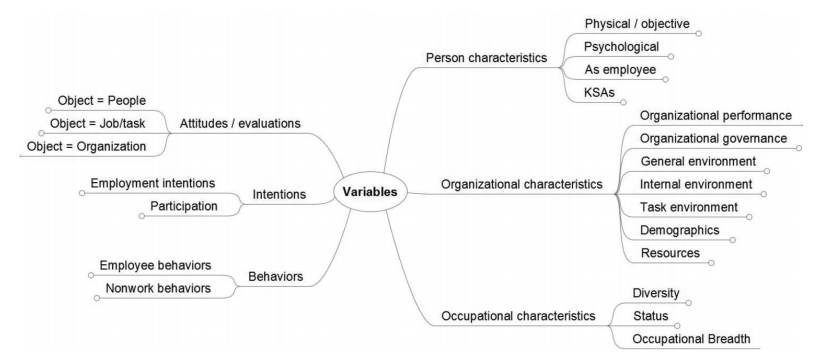 Variables
Person characteristics
Physical / objective
Psychological
As employee
KSAs
Organizational characteristics
Organizational performance
Organizational governance
General environment
Internal environment
Task environment
Demographics
Resources
Occupational characteristics
Diversity
Status
Occupational Breadth
Attitudes / evaluations
Object = People
Object = Job/task
Object = Organization
Intentions
Employment intentions
Participation
Behaviors
Employee behaviors
Nonwork behaviors